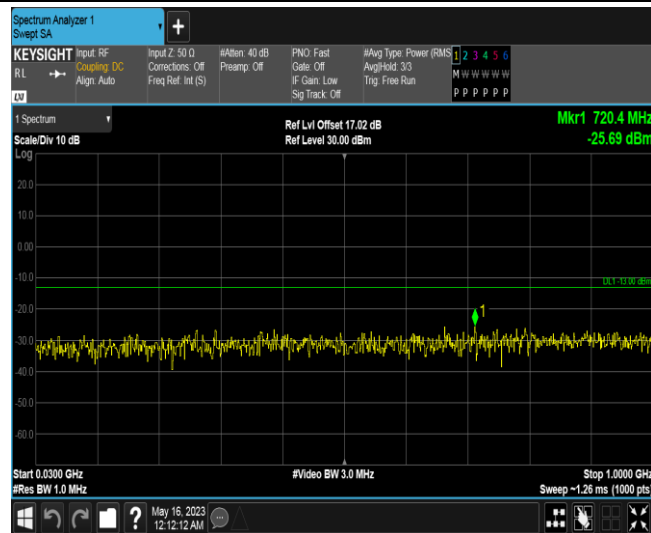 Spectrum Analyzer 1
Swept SA
+
KEYSIGHT
R L
LXI
Input: RF
Coupling: DC
Align: Auto
Input Z: 50 Ω
Corrections: Off
Freq Ref: Int (S)
#Atten: 40 dB
Preamp: Off
PNO: Fast
Gate: Off
IF Gain: Low
Sig Track: Off
#Avg Type: Power (RMS
Avg|Hold: 3/3
Trig: Free Run
1 2 3 4 5 6
M W W W W W
P P P P P P
1 Spectrum
Scale/Div 10 dB
Log
Ref Lvl Offset 17.02 dB
Ref Level 30.00 dBm
Mkr1 720.4 MHz
-25.69 dBm
20.0
10.0
0.00
-10.0
DL1 -13.00 dBm
-20.0
1
-30.0
-40.0
-50.0
-60.0
Start 0.0300 GHz
#Res BW 1.0 MHz
#Video BW 3.0 MHz
Stop 1.0000 GHz
Sweep ~1.26 ms (1000 pts)
?
May 16, 2023
12:12:12 AM